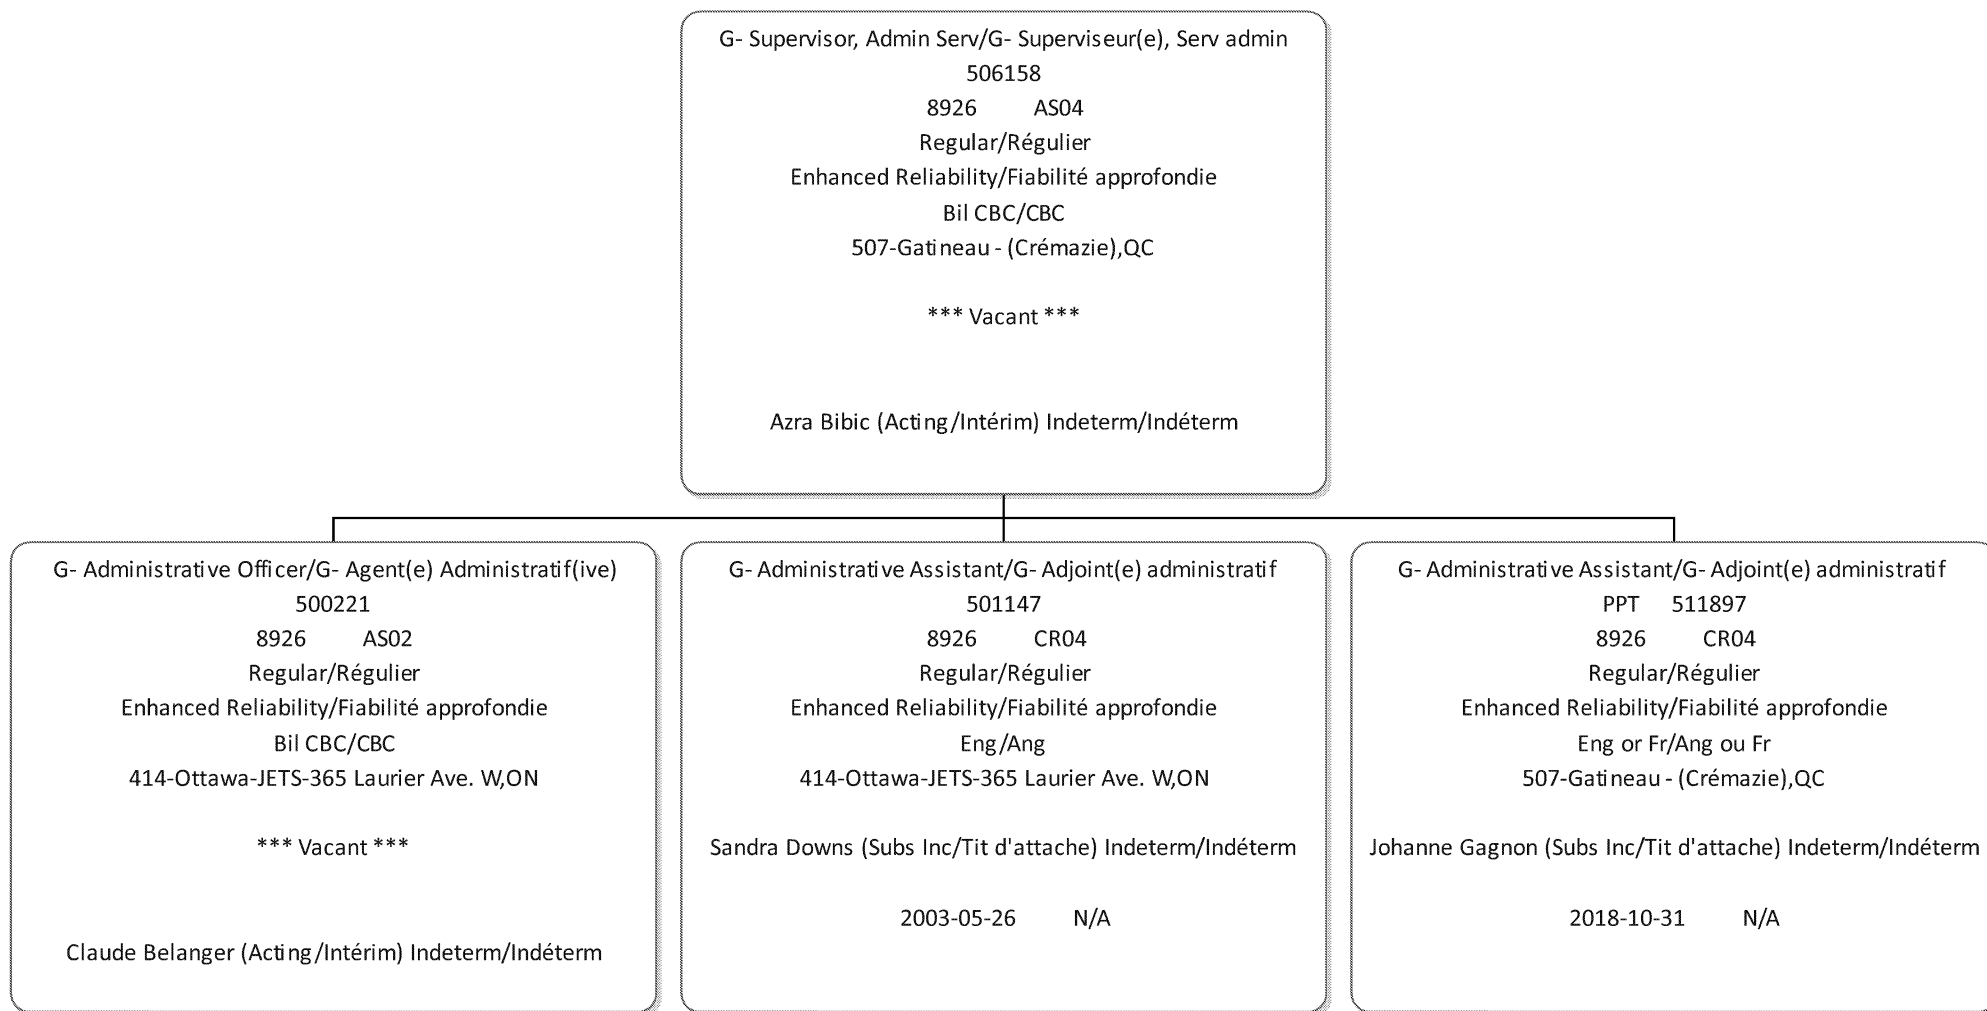 G- Supervisor, Admin Serv/G- Superviseur(e), Serv admin
506158
8926 AS04
Regular/Régulier
Enhanced Reliability/Fiabilité approfondie
Bil CBC/CBC
507-Gatineau - (Crémazie),QC
*** Vacant ***
Azra Bibic (Acting/Intérim) Indeterm/Indéterm
G- Administrative Officer/G- Agent(e) Administratif(ive)
500221
8926 AS02
Regular/Régulier
Enhanced Reliability/Fiabilité approfondie
Bil CBC/CBC
414-Ottawa-JETS-365 Laurier Ave. W,ON
*** Vacant ***
Claude Belanger (Acting/Intérim) Indeterm/Indéterm
G- Administrative Assistant/G- Adjoint(e) administratif
501147
8926 CR04
Regular/Régulier
Enhanced Reliability/Fiabilité approfondie
Eng/Ang
414-Ottawa-JETS-365 Laurier Ave. W,ON
Sandra Downs (Subs Inc/Tit d'attache) Indeterm/Indéterm
2003-05-26 N/A
G- Administrative Assistant/G- Adjoint(e) administratif
PPT 511897
8926 CR04
Regular/Régulier
Enhanced Reliability/Fiabilité approfondie
Eng or Fr/Ang ou Fr
507-Gatineau - (Crémazie),QC
Johanne Gagnon (Subs Inc/Tit d'attache) Indeterm/Indéterm
2018-10-31 N/A